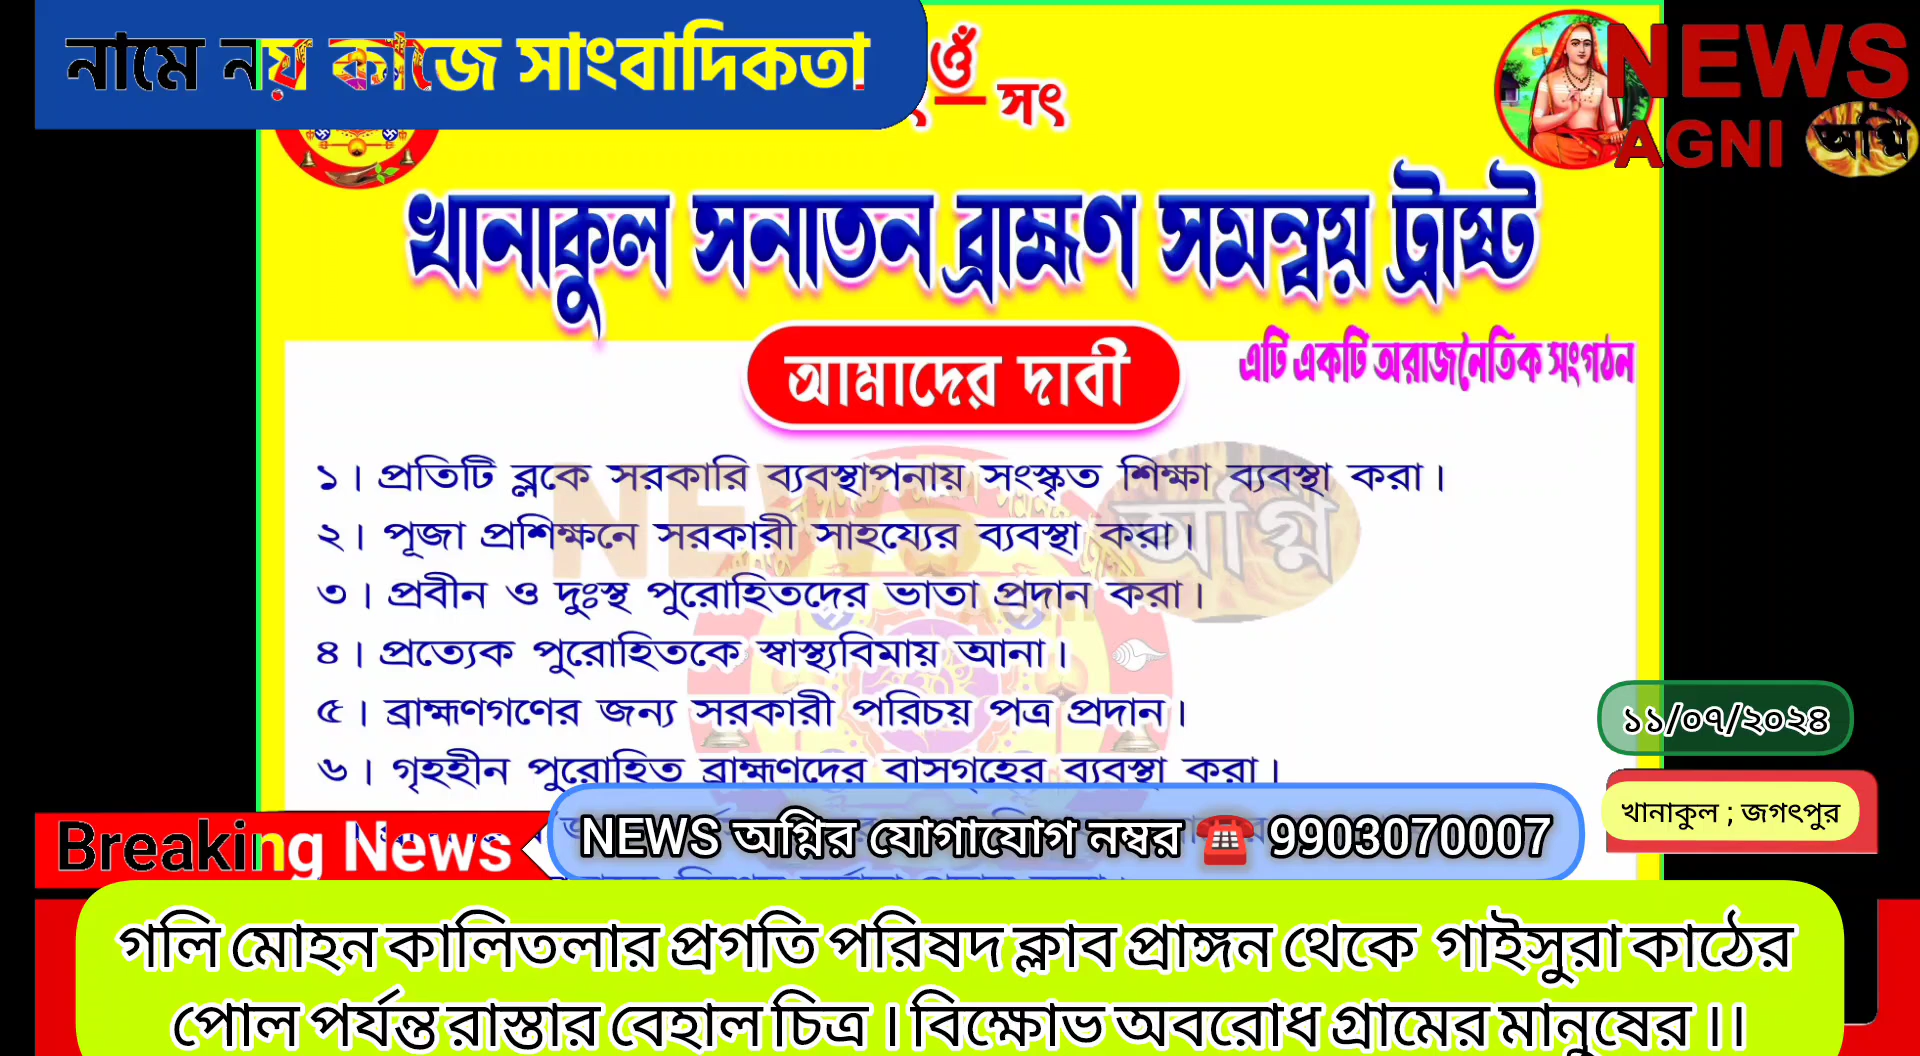 নামে নয় কাজে সাংবাদিকতা
ওঁ
সৎ
NEWS
AGNI অগ্নি
খানাকুল সনাতন ব্রাহ্মণ সমন্বয় ট্রাষ্ট
আমাদের দাবী
এটি একটি অরাজনৈতিক সংগঠন
১। প্রতিটি ব্লকে সরকারি ব্যবস্থাপনায় সংস্কৃত শিক্ষা ব্যবস্থা করা।
২। পূজা প্রশিক্ষনে সরকারী সাহয্যের ব্যবস্থা করা।
৩। প্রবীন ও দুঃস্থ পুরোহিতদের ভাতা প্রদান করা।
৪। প্রত্যেক পুরোহিতকে স্বাস্থ্যবিমায় আনা।
৫। ব্রাহ্মণগণের জন্য সরকারী পরিচয় পত্র প্রদান।
৬। গৃহহীন পুরোহিত ব্রাহ্মণদের বাসগৃহের ব্যবস্থা করা।
NEWS অগ্নি
AGNI
১১/০৭/২০২৪
খানাকুল ; জগৎপুর
Breaking News
NEWS অগ্নির যোগাযোগ নম্বর ☎ 9903070007
গলি মোহন কালিতলার প্রগতি পরিষদ ক্লাব প্রাঙ্গন থেকে গাইসুরা কাঠের
পোল পর্যন্ত রাস্তার বেহাল চিত্র । বিক্ষোভ অবরোধ গ্রামের মানুষের ।।